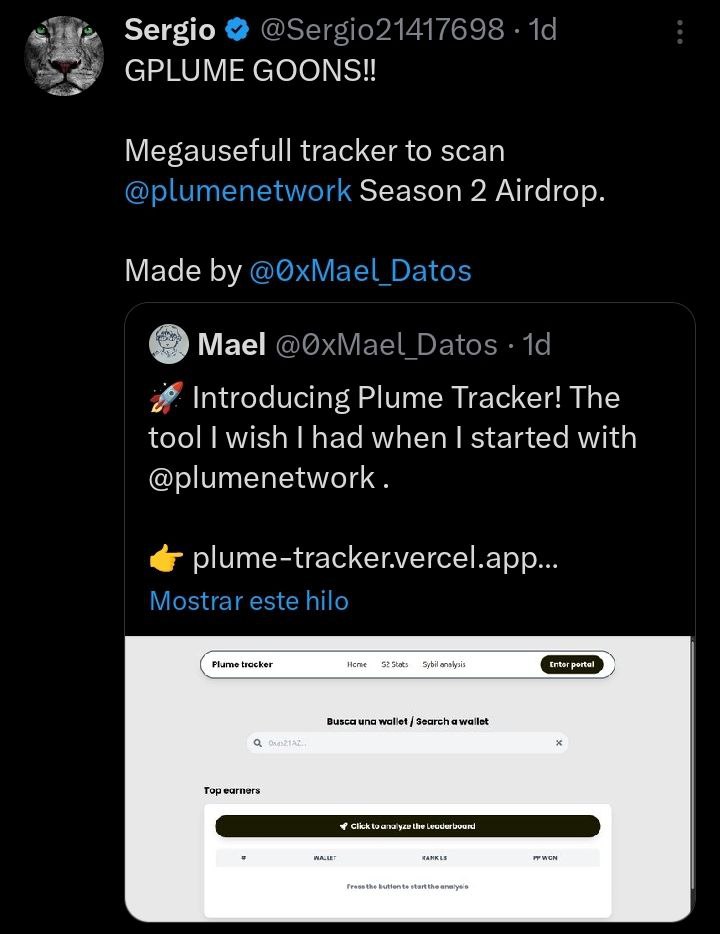 Sergio @Sergio21417698 · 1d
GPLUME GOONS!!
Megausefull tracker to scan
@plumenetwork Season 2 Airdrop.
Made by @0xMael_Datos
Mael @0xMael_Datos · 1d
🚀 Introducing Plume Tracker! The
tool I wish I had when I started with
@plumenetwork .
👉 plume-tracker.vercel.app...
Mostrar este hilo
Plume tracker Home S2 Stats Sybil analysis Enter portal
Busca una wallet / Search a wallet
Top earners
Click to analyze the Leaderboard
# WALLET RANK LB PP WON
Press the button to start the analysis